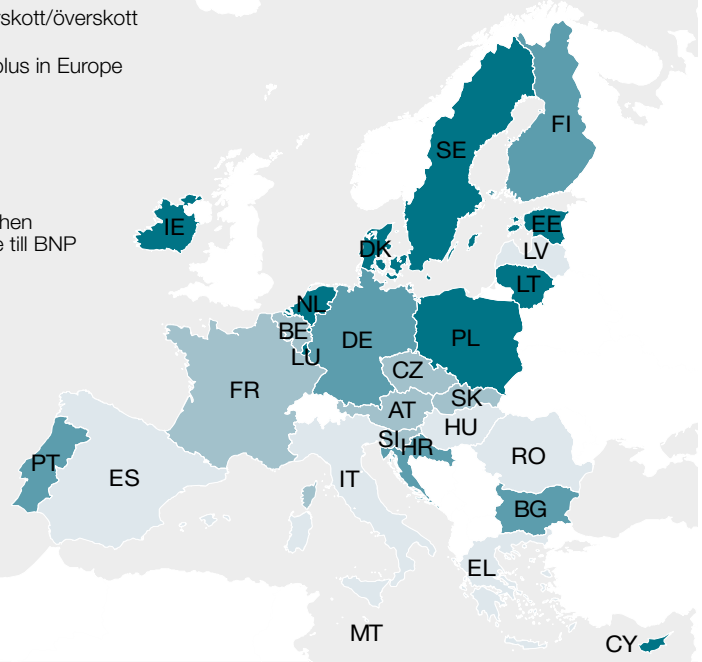 skott/överskott
plus in Europe
hen
e till BNP
FI
SE
IE
EE
DK
LV
LT
NL
BE
DE
PL
LU
CZ
FR
SK
AT
HU
SI
HR
RO
PT
ES
IT
BG
EL
MT
CY